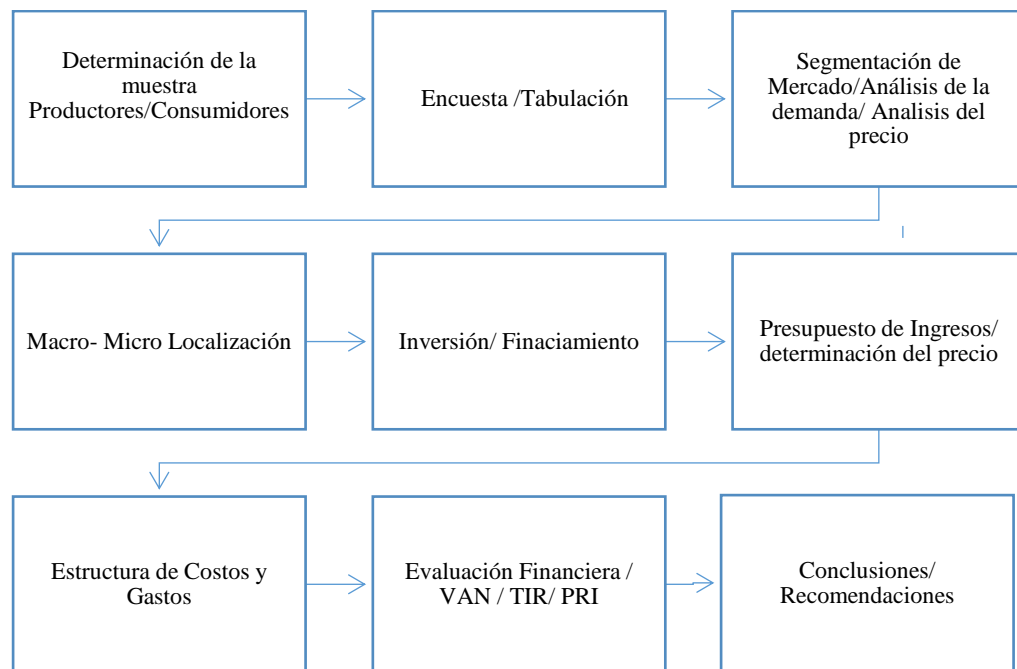 Determinación de la
muestra
Productores/Consumidores
Encuesta /Tabulación
Segmentación de
Mercado/Análisis de la
demanda/ Analisis del
precio
Macro- Micro Localización
Inversión/ Finaciamiento
Presupuesto de Ingresos/
determinación del precio
Estructura de Costos y
Gastos
Evaluación Financiera /
VAN / TIR/ PRI
Conclusiones/
Recomendaciones